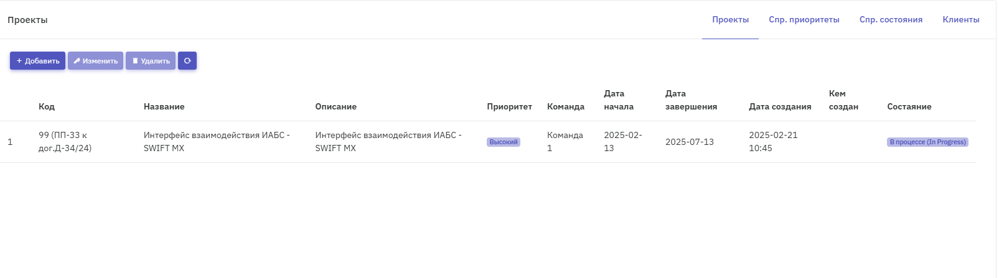 Проекты
Проекты Спр. приоритеты Спр. состояния Клиенты
+ Добавить Изменить Удалить
Код Название Описание Приоритет Команда Дата начала Дата завершения Дата создания Кем создан Состаяние
1 99 (ПП-33 к дог.Д-34/24) Интерфейс взаимодействия ИАБС - SWIFT MX Интерфейс взаимодействия ИАБС - SWIFT MX Высокий Команда 1 2025-02-13 2025-07-13 2025-02-21 10:45 В процессе (In Progress)